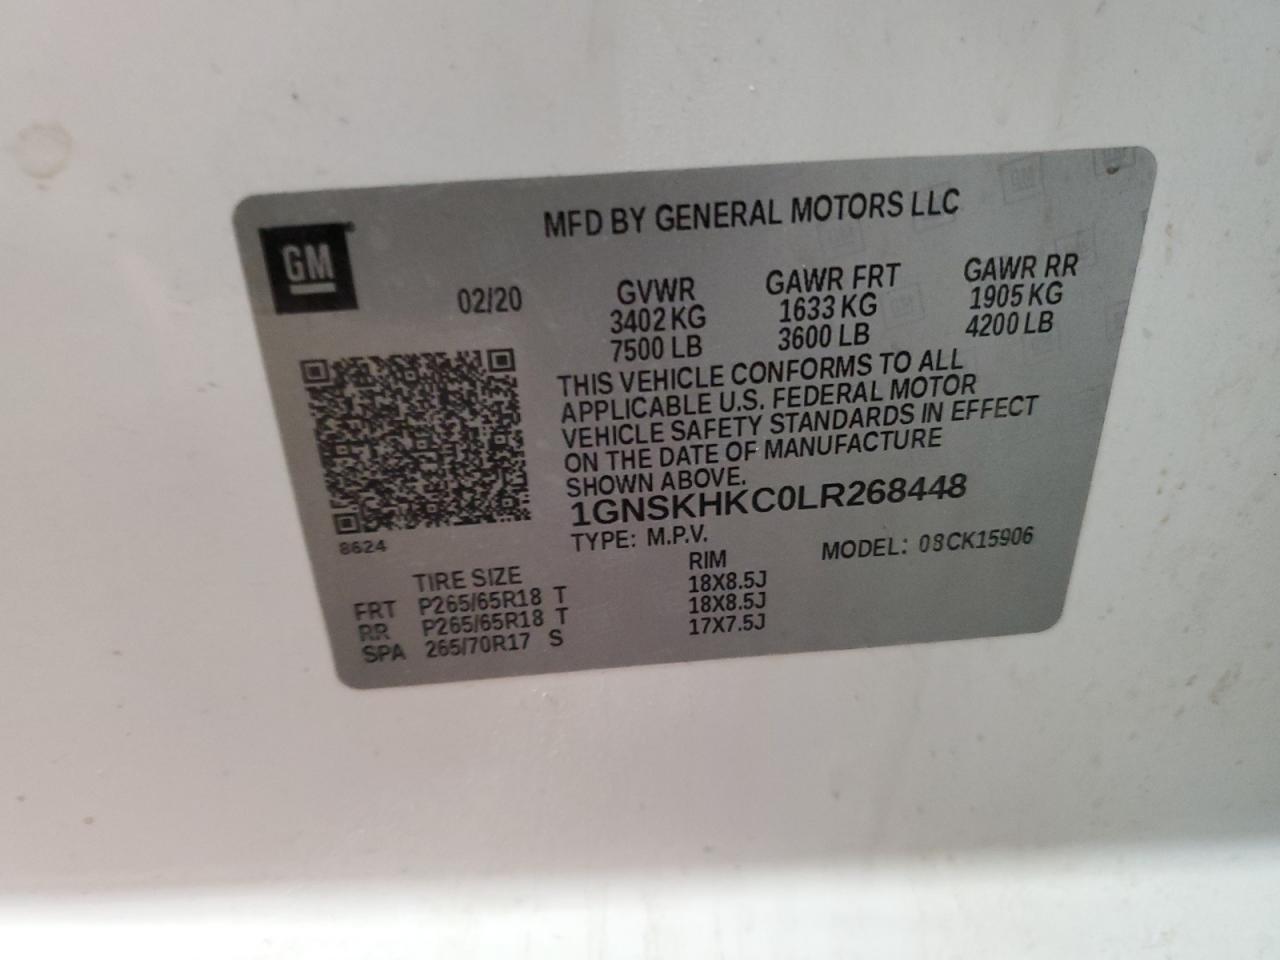 GM
MFD BY GENERAL MOTORS LLC
02/20
GVWR GAWR FRT GAWR RR
3402 KG 1633 KG 1905 KG
7500 LB 3600 LB 4200 LB
THIS VEHICLE CONFORMS TO ALL
APPLICABLE U.S. FEDERAL MOTOR
VEHICLE SAFETY STANDARDS IN EFFECT
ON THE DATE OF MANUFACTURE
SHOWN ABOVE.
1GNSKHKC0LR268448
8624
TYPE: M.P.V. MODEL: 08CK15906
TIRE SIZE RIM
FRT P265/65R18 T 18X8.5J
RR P265/65R18 T 18X8.5J
SPA 265/70R17 S 17X7.5J